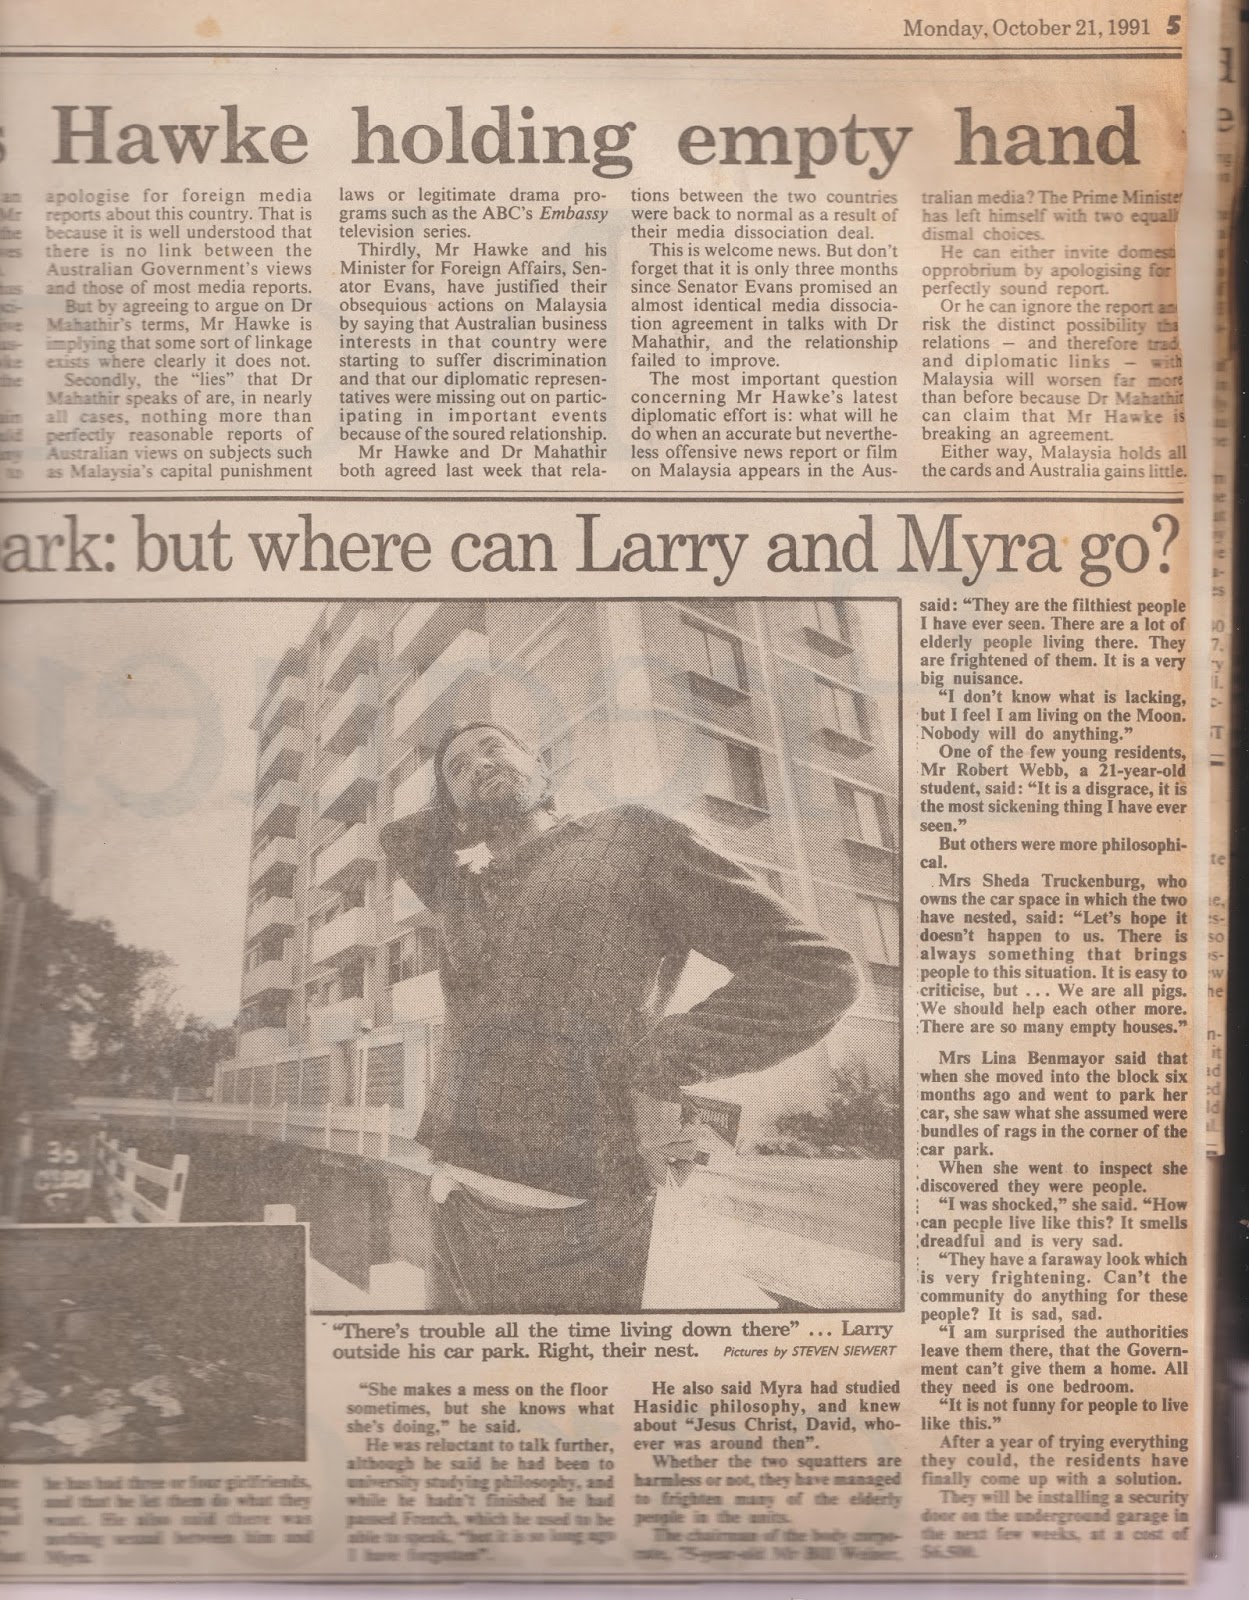 Monday, October 21, 1991 5
s Hawke holding empty hand
an
Mr
the
apologise for foreign media
reports about this country. That is
because it is well understood that
there is no link between the
Australian Government's views
and those of most media reports.
But by agreeing to argue on Dr
Mahathir's terms, Mr Hawke is
implying that some sort of linkage
exists where clearly it does not.
Secondly, the “lies” that Dr
Mahathir speaks of are, in nearly
all cases, nothing more than
perfectly reasonable reports of
Australian views on subjects such
as Malaysia's capital punishment
laws or legitimate drama pro-
grams such as the ABC's Embassy
television series.
Thirdly, Mr Hawke and his
Minister for Foreign Affairs, Sen-
ator Evans, have justified their
obsequious actions on Malaysia
by saying that Australian business
interests in that country were
starting to suffer discrimination
and that our diplomatic represen-
tatives were missing out on partic-
ipating in important events
because of the soured relationship.
Mr Hawke and Dr Mahathir
both agreed last week that rela-
tions between the two countries
were back to normal as a result of
their media dissociation deal.
This is welcome news. But don't
forget that it is only three months
since Senator Evans promised an
almost identical media dissocia-
tion agreement in talks with Dr
Mahathir, and the relationship
failed to improve.
The most important question
concerning Mr Hawke's latest
diplomatic effort is: what will he
do when an accurate but neverthe-
less offensive news report or film
on Malaysia appears in the Aus-
tralian media? The Prime Ministe
has left himself with two equall
dismal choices.
He can either invite domest
opprobrium by apologising for
perfectly sound report.
Or he can ignore the report an
risk the distinct possibility tha
relations — and therefore trad
and diplomatic links — with
Malaysia will worsen far more
than before because Dr Mahathir
can claim that Mr Hawke is
breaking an agreement.
Either way, Malaysia holds all
the cards and Australia gains little.
ark: but where can Larry and Myra go?
36
“There's trouble all the time living down there” ... Larry
outside his car park. Right, their nest. Pictures by STEVEN SIEWERT
he has had three or four girlfriends,
and that he let them do what they
want. He also said there was
nothing sexual between him and
Myra.
“She makes a mess on the floor
sometimes, but she knows what
she's doing,” he said.
He was reluctant to talk further,
although he said he had been to
university studying philosophy, and
while he hadn't finished he had
passed French, which he used to be
able to speak, “but it is so long ago
I have forgotten”.
He also said Myra had studied
Hasidic philosophy, and knew
about “Jesus Christ, David, who-
ever was around then”.
Whether the two squatters are
harmless or not, they have managed
to frighten many of the elderly
people in the units.
The chairman of the body corpo-
rate, 75-year-old Mr Bill Weiner,
said: “They are the filthiest people
I have ever seen. There are a lot of
elderly people living there. They
are frightened of them. It is a very
big nuisance.
“I don't know what is lacking,
but I feel I am living on the Moon.
Nobody will do anything.”
One of the few young residents,
Mr Robert Webb, a 21-year-old
student, said: “It is a disgrace, it is
the most sickening thing I have ever
seen.”
But others were more philosophi-
cal.
Mrs Sheda Truckenburg, who
owns the car space in which the two
have nested, said: “Let's hope it
doesn't happen to us. There is
always something that brings
people to this situation. It is easy to
criticise, but ... We are all pigs.
We should help each other more.
There are so many empty houses.”
Mrs Lina Benmayor said that
when she moved into the block six
months ago and went to park her
car, she saw what she assumed were
bundles of rags in the corner of the
car park.
When she went to inspect she
discovered they were people.
“I was shocked,” she said. “How
can people live like this? It smells
dreadful and is very sad.
“They have a faraway look which
is very frightening. Can't the
community do anything for these
people? It is sad, sad.
“I am surprised the authorities
leave them there, that the Govern-
ment can't give them a home. All
they need is one bedroom.
“It is not funny for people to live
like this.”
After a year of trying everything
they could, the residents have
finally come up with a solution.
They will be installing a security
door on the underground garage in
the next few weeks, at a cost of
$6,500.